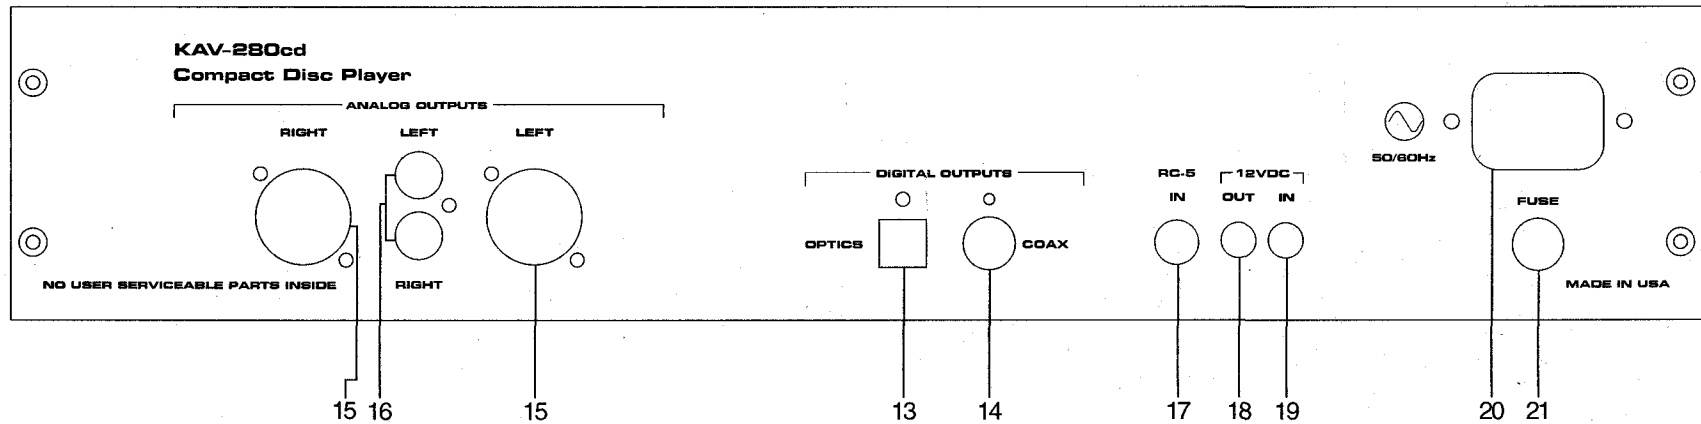 KAV-280cd
Compact Disc Player
ANALOG OUTPUTS
RIGHT
LEFT
LEFT
RIGHT
NO USER SERVICEABLE PARTS INSIDE
DIGITAL OUTPUTS
OPTICS
COAX
RC-5
IN
12VDC
OUT
IN
50/60Hz
FUSE
MADE IN USA
15
16
15
13
14
17
18
19
20
21